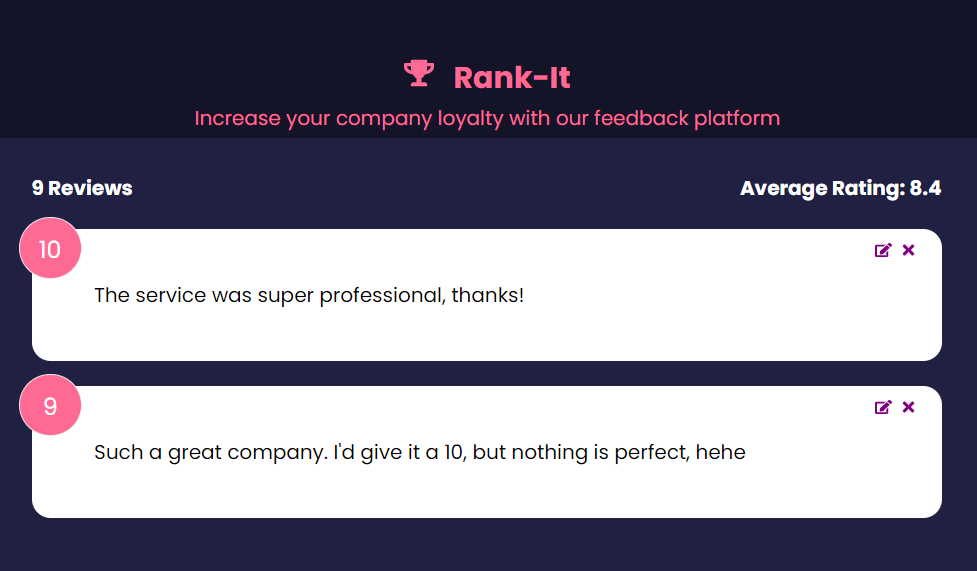 Rank-It
Increase your company loyalty with our feedback platform
9 Reviews
Average Rating: 8.4
10
The service was super professional, thanks!
9
Such a great company. I'd give it a 10, but nothing is perfect, hehe